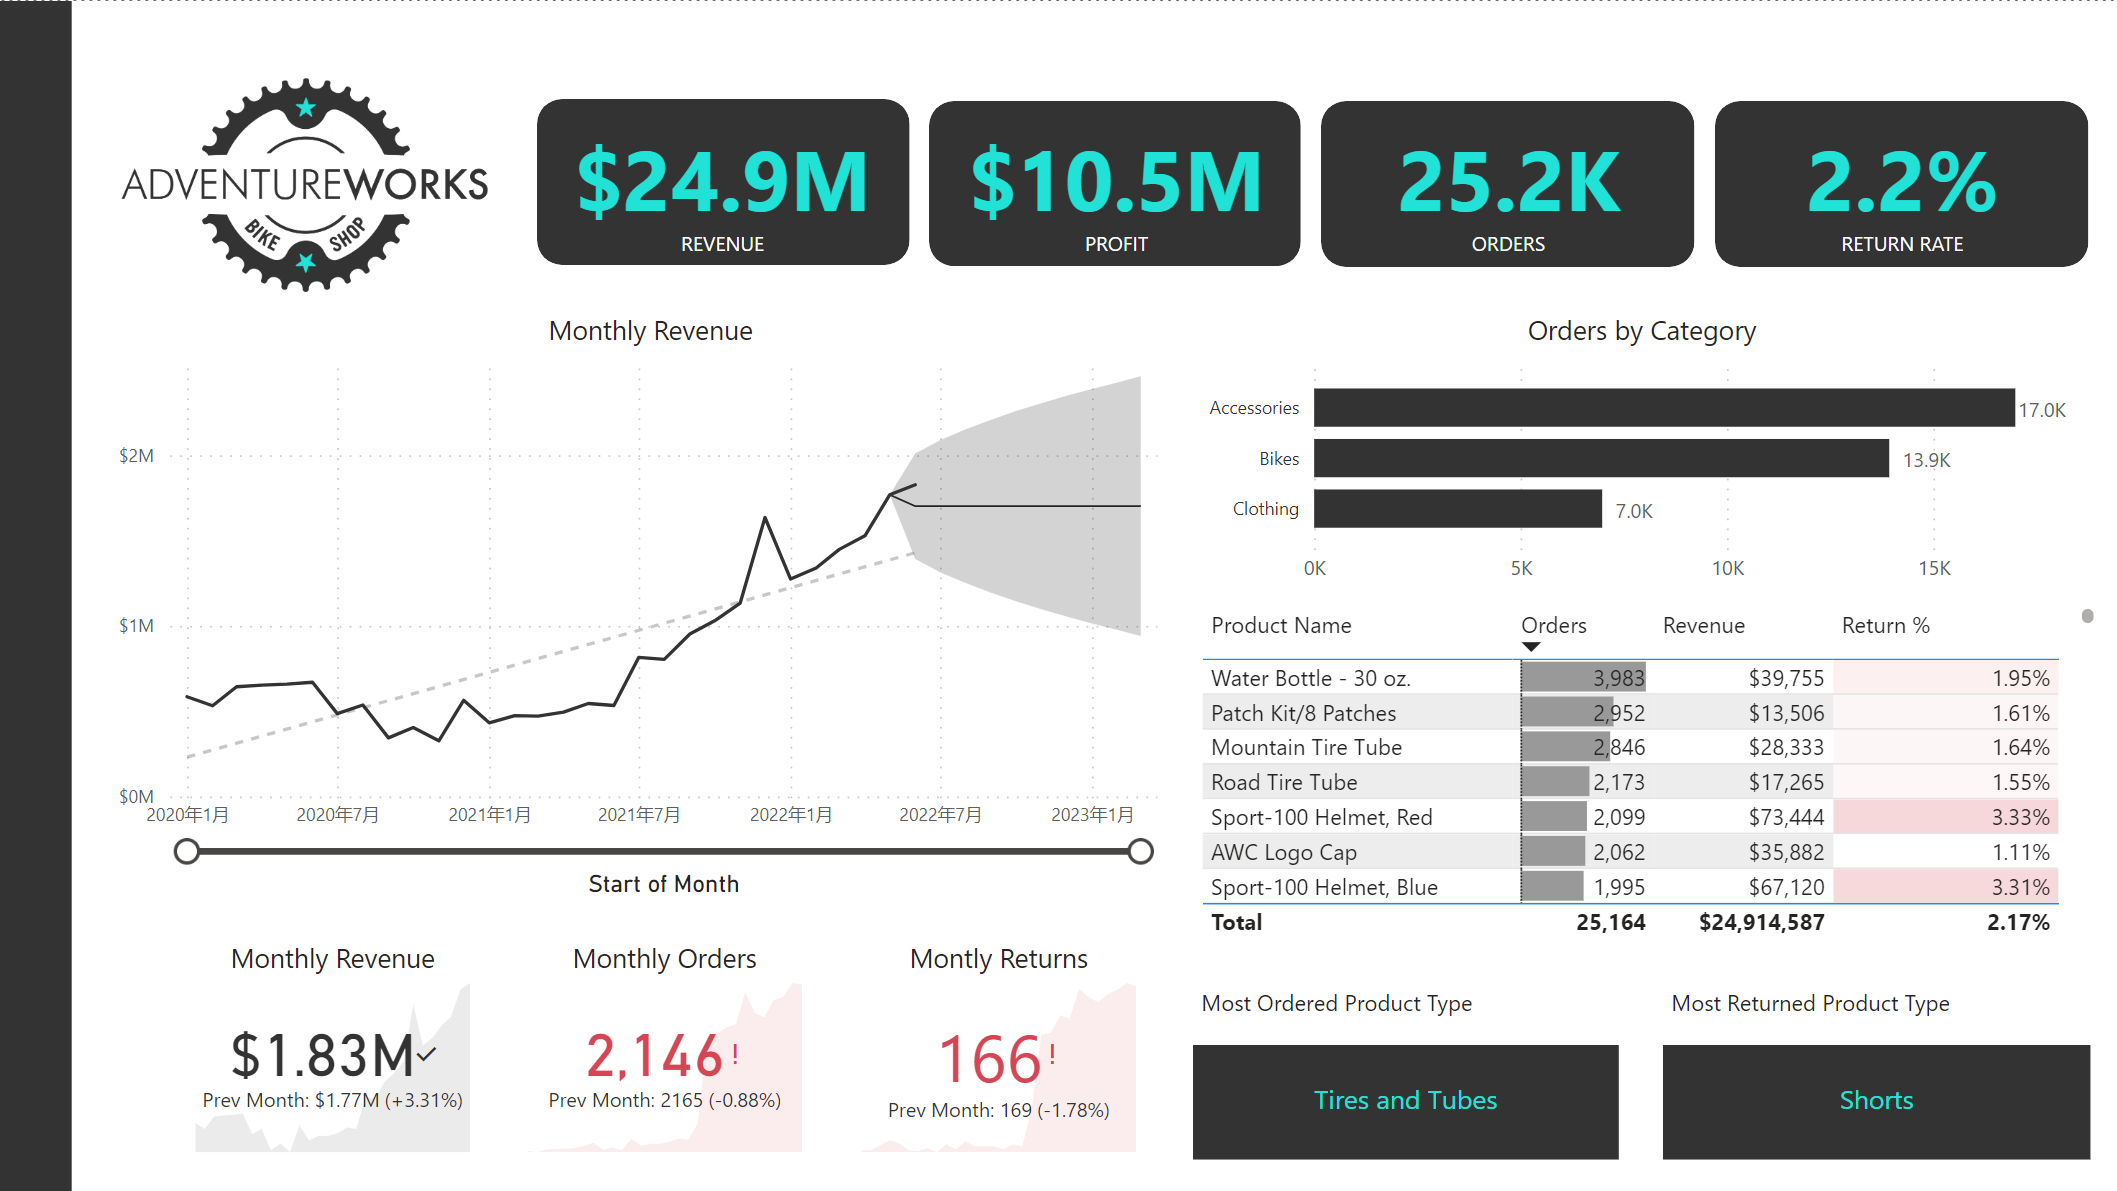 ADVENTUREWORKS
BIKE SHOP
$24.9M
REVENUE
$10.5M
PROFIT
25.2K
ORDERS
2.2%
RETURN RATE
Monthly Revenue
$2M
$1M
$0M
2020年1月 2020年7月 2021年1月 2021年7月 2022年1月 2022年7月 2023年1月
Start of Month
Orders by Category
Accessories 17.0K
Bikes 13.9K
Clothing 7.0K
0K 5K 10K 15K
Product Name Orders Revenue Return %
Water Bottle - 30 oz. 3,983 $39,755 1.95%
Patch Kit/8 Patches 2,952 $13,506 1.61%
Mountain Tire Tube 2,846 $28,333 1.64%
Road Tire Tube 2,173 $17,265 1.55%
Sport-100 Helmet, Red 2,099 $73,444 3.33%
AWC Logo Cap 2,062 $35,882 1.11%
Sport-100 Helmet, Blue 1,995 $67,120 3.31%
Total 25,164 $24,914,587 2.17%
Monthly Revenue
$1.83M
Prev Month: $1.77M (+3.31%)
Monthly Orders
2,146!
Prev Month: 2165 (-0.88%)
Montly Returns
166!
Prev Month: 169 (-1.78%)
Most Ordered Product Type
Tires and Tubes
Most Returned Product Type
Shorts